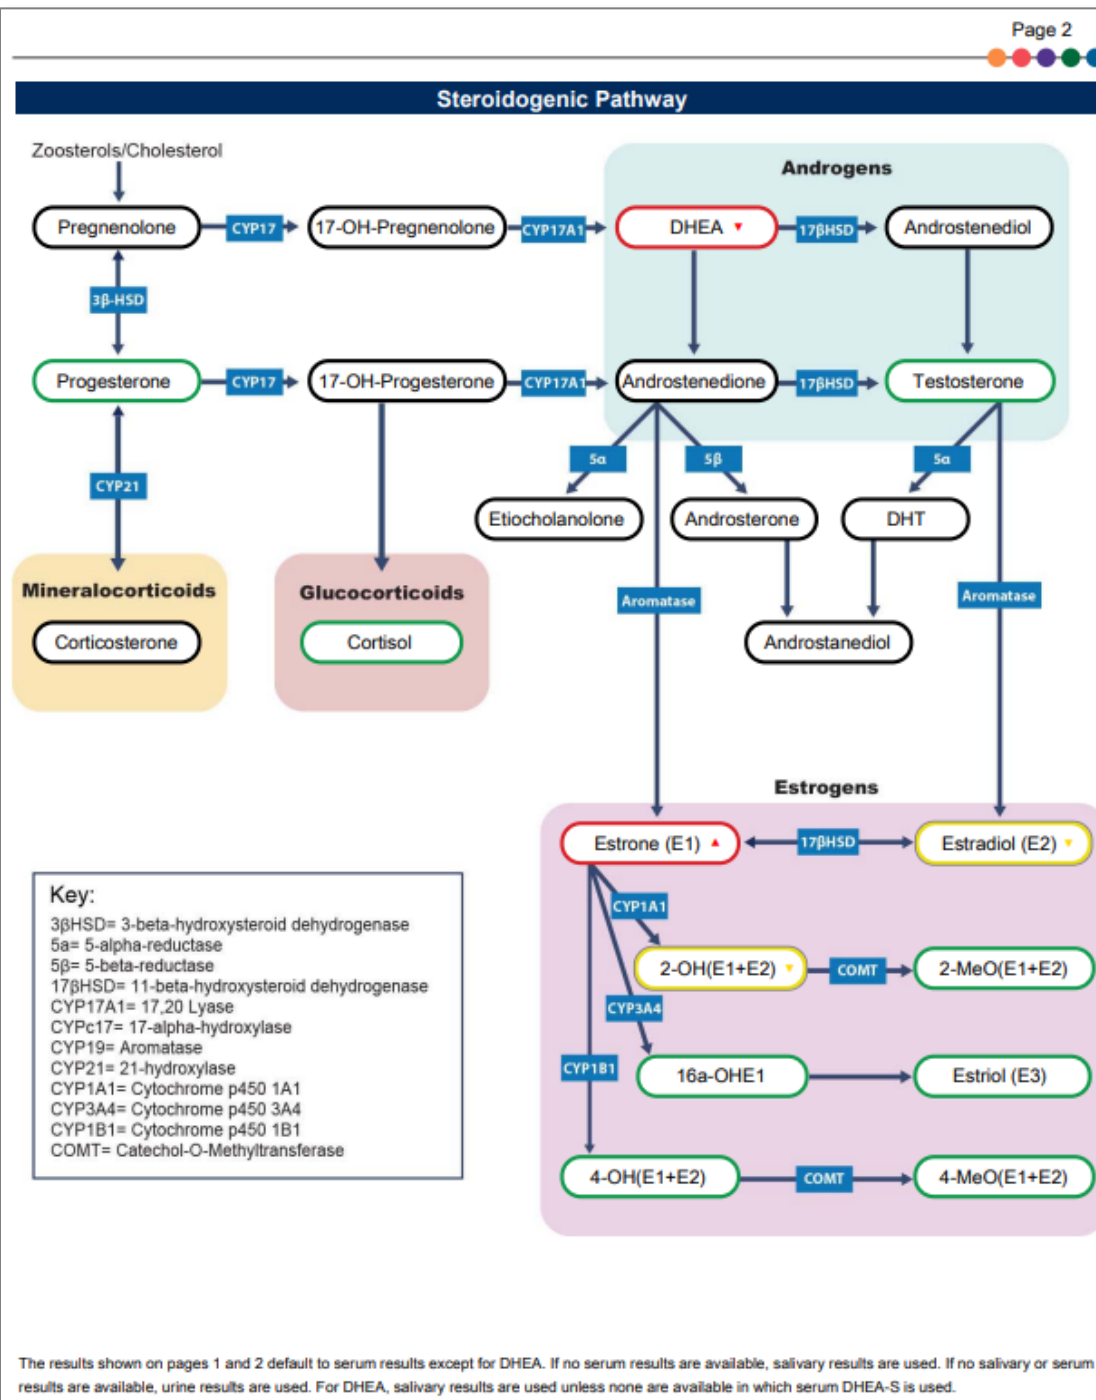 Page 2
Steroidogenic Pathway
Zoosterols/Cholesterol
Androgens
Pregnenolone
CYP17
17-OH-Pregnenolone
CYP17A1
DHEA ▼
17βHSD
Androstenediol
3β-HSD
Progesterone
CYP17
17-OH-Progesterone
CYP17A1
Androstenedione
17βHSD
Testosterone
5α
5β
5α
CYP21
Etiocholanolone
Androsterone
DHT
Mineralocorticoids
Glucocorticoids
Aromatase
Aromatase
Corticosterone
Cortisol
Androstanediol
Estrogens
Estrone (E1) ▲
17βHSD
Estradiol (E2) ▼
CYP1A1
2-OH(E1+E2) ▼
COMT
2-MeO(E1+E2)
CYP3A4
CYP1B1
16a-OHE1
Estriol (E3)
4-OH(E1+E2)
COMT
4-MeO(E1+E2)
Key:
3βHSD= 3-beta-hydroxysteroid dehydrogenase
5a= 5-alpha-reductase
5β= 5-beta-reductase
17βHSD= 11-beta-hydroxysteroid dehydrogenase
CYP17A1= 17,20 Lyase
CYPc17= 17-alpha-hydroxylase
CYP19= Aromatase
CYP21= 21-hydroxylase
CYP1A1= Cytochrome p450 1A1
CYP3A4= Cytochrome p450 3A4
CYP1B1= Cytochrome p450 1B1
COMT= Catechol-O-Methyltransferase
The results shown on pages 1 and 2 default to serum results except for DHEA. If no serum results are available, salivary results are used. If no salivary or serum
results are available, urine results are used. For DHEA, salivary results are used unless none are available in which serum DHEA-S is used.